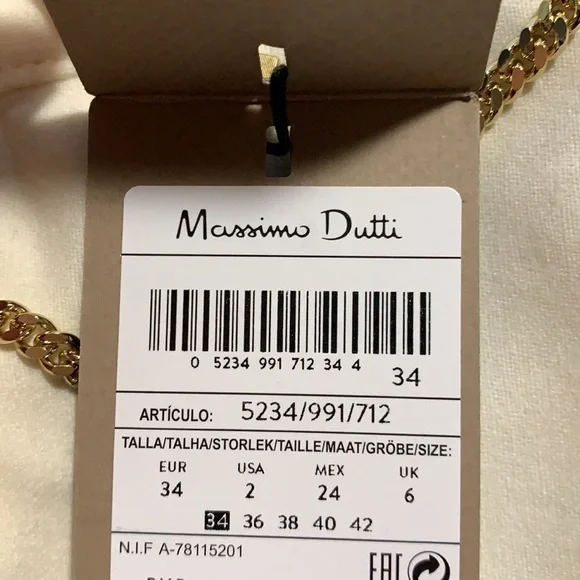 Massimo Dutti
0 5234 991 712 34 4
34
ARTÍCULO: 5234/991/712
TALLA/TALHA/STORLEK/TAILLE/MAAT/GRÖBE/SIZE:
EUR USA MEX UK
34 2 24 6
34 36 38 40 42
N.I.F A-78115201
EAC